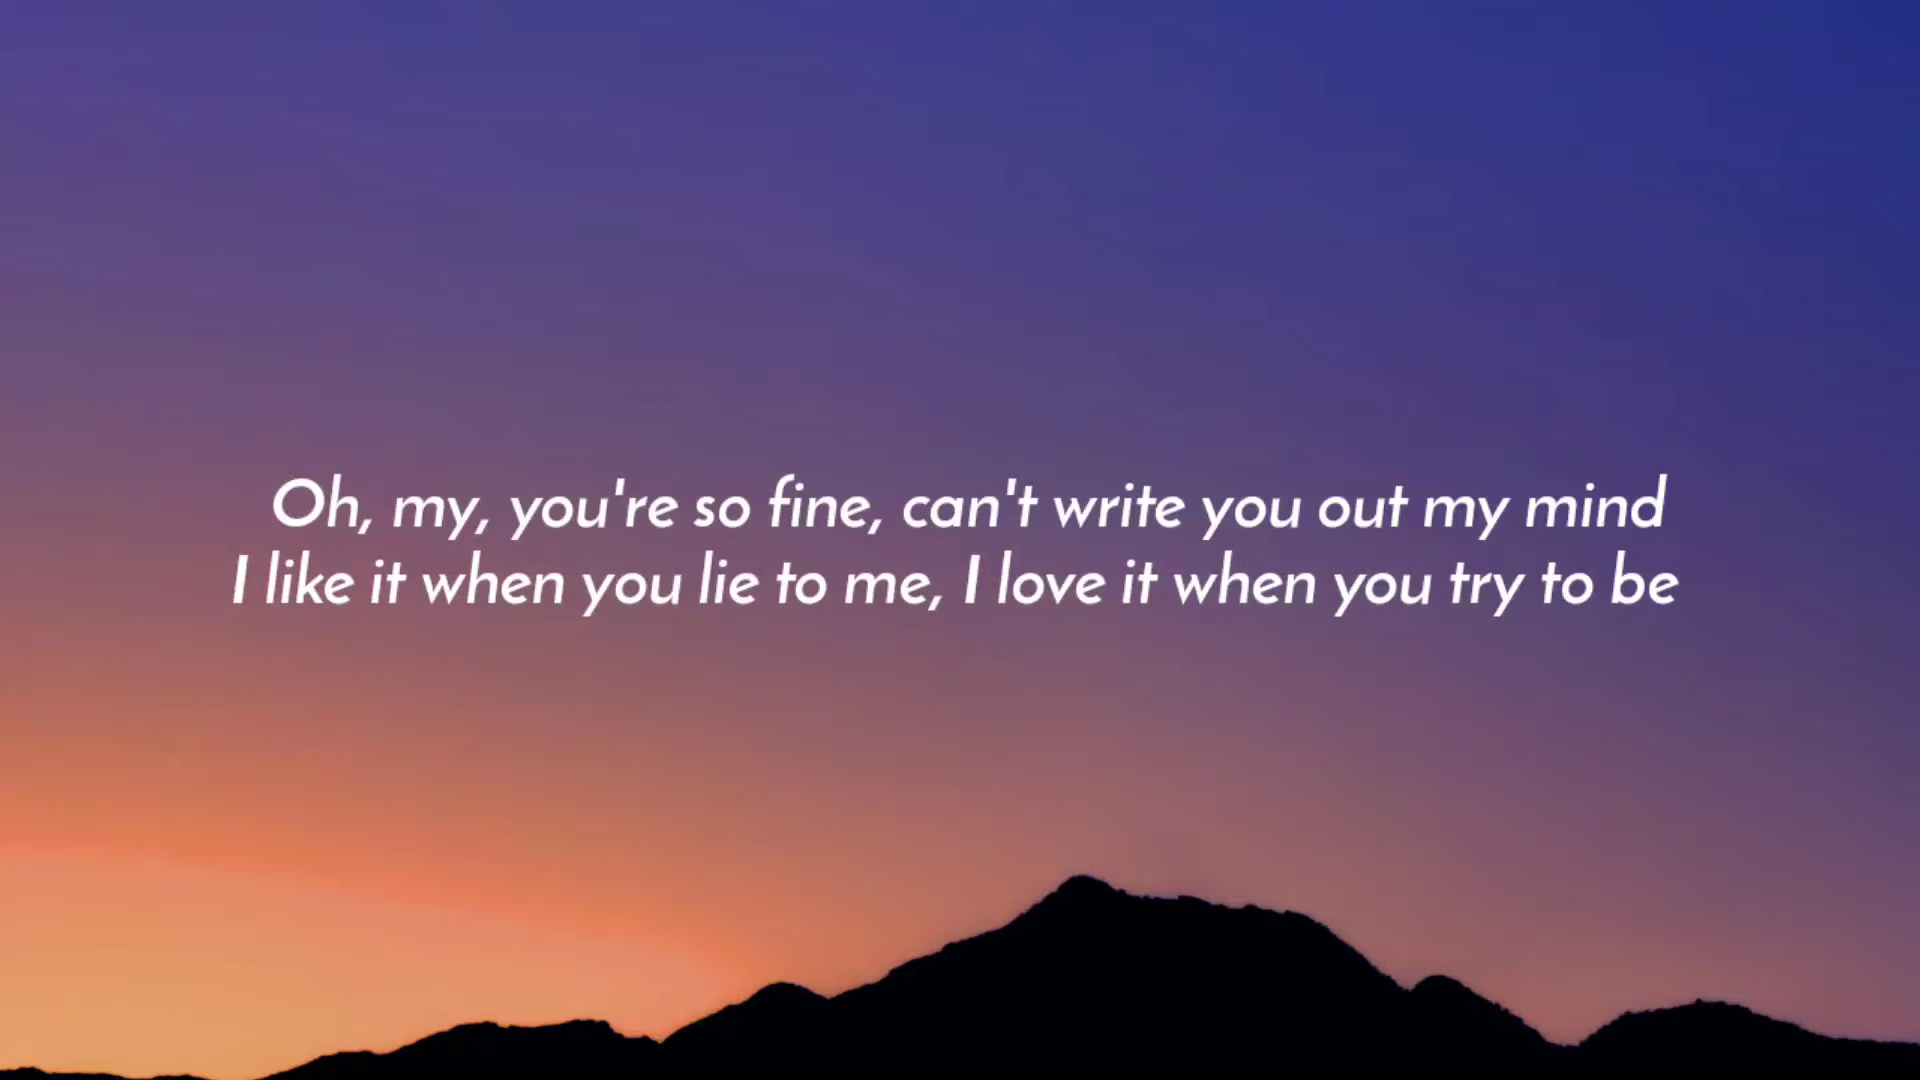 Oh, my, you're so fine, can't write you out my mind
I like it when you lie to me, I love it when you try to be